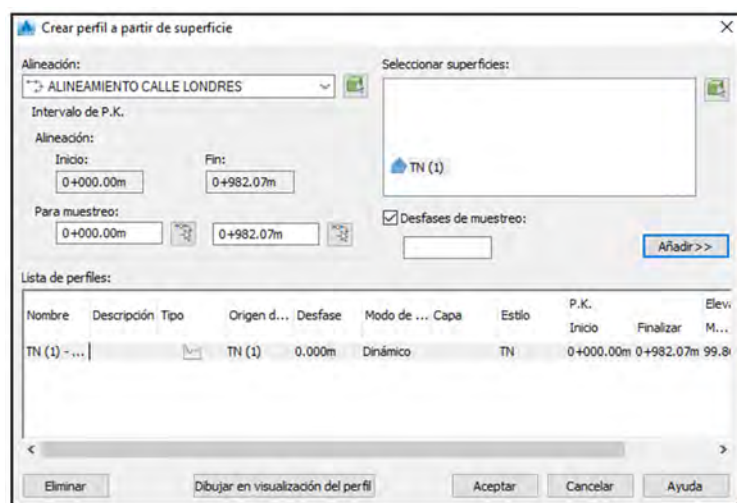 Crear perfil a partir de superficie
Alineación:
ALINEAMIENTO CALLE LONDRES
Intervalo de P.K.
Alineación:
Inicio: Fin:
0+000.00m 0+982.07m
Para muestreo:
0+000.00m 0+982.07m
Seleccionar superficies:
TN (1)
Desfases de muestreo:
Añadir>>
Lista de perfiles:
Nombre Descripción Tipo Origen d... Desfase Modo de ... Capa Estilo P.K. Inicio Finalizar Eleva M...
TN (1) - ... TN (1) 0.000m Dinámico TN 0+000.00m 0+982.07m 99.8
Eliminar Dibujar en visualización del perfil Aceptar Cancelar Ayuda